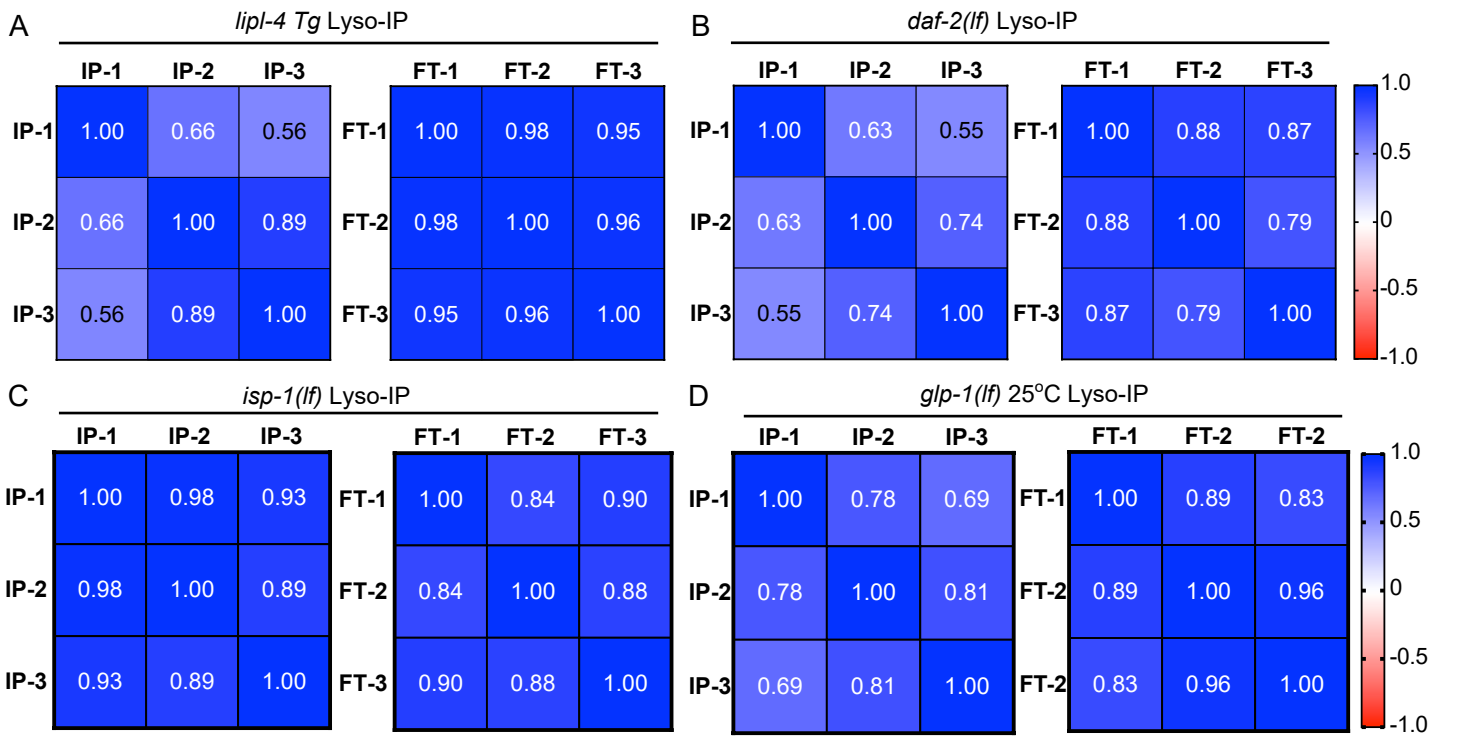 A lipl-4 Tg Lyso-IP
IP-1 IP-2 IP-3 FT-1 FT-2 FT-3
IP-1 1.00 0.66 0.56 FT-1 1.00 0.98 0.95
IP-2 0.66 1.00 0.89 FT-2 0.98 1.00 0.96
IP-3 0.56 0.89 1.00 FT-3 0.95 0.96 1.00
B daf-2(lf) Lyso-IP
IP-1 IP-2 IP-3 FT-1 FT-2 FT-3
IP-1 1.00 0.63 0.55 FT-1 1.00 0.88 0.87
IP-2 0.63 1.00 0.74 FT-2 0.88 1.00 0.79
IP-3 0.55 0.74 1.00 FT-3 0.87 0.79 1.00
1.0
0.5
0
-0.5
-1.0
C isp-1(lf) Lyso-IP
IP-1 IP-2 IP-3 FT-1 FT-2 FT-3
IP-1 1.00 0.98 0.93 FT-1 1.00 0.84 0.90
IP-2 0.98 1.00 0.89 FT-2 0.84 1.00 0.88
IP-3 0.93 0.89 1.00 FT-3 0.90 0.88 1.00
D glp-1(lf) 25°C Lyso-IP
IP-1 IP-2 IP-3 FT-1 FT-2 FT-2
IP-1 1.00 0.78 0.69 FT-1 1.00 0.89 0.83
IP-2 0.78 1.00 0.81 FT-2 0.89 1.00 0.96
IP-3 0.69 0.81 1.00 FT-2 0.83 0.96 1.00
1.0
0.5
0
-0.5
-1.0